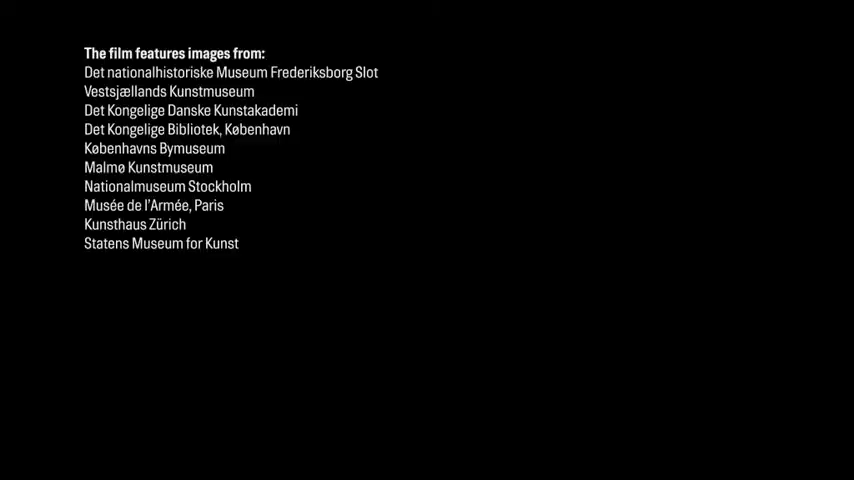 The film features images from:
Det nationalhistoriske Museum Frederiksborg Slot
Vestsjællands Kunstmuseum
Det Kongelige Danske Kunstakademi
Det Kongelige Bibliotek, København
Københavns Bymuseum
Malmø Kunstmuseum
Nationalmuseum Stockholm
Musée de l'Armée, Paris
Kunsthaus Zürich
Statens Museum for Kunst